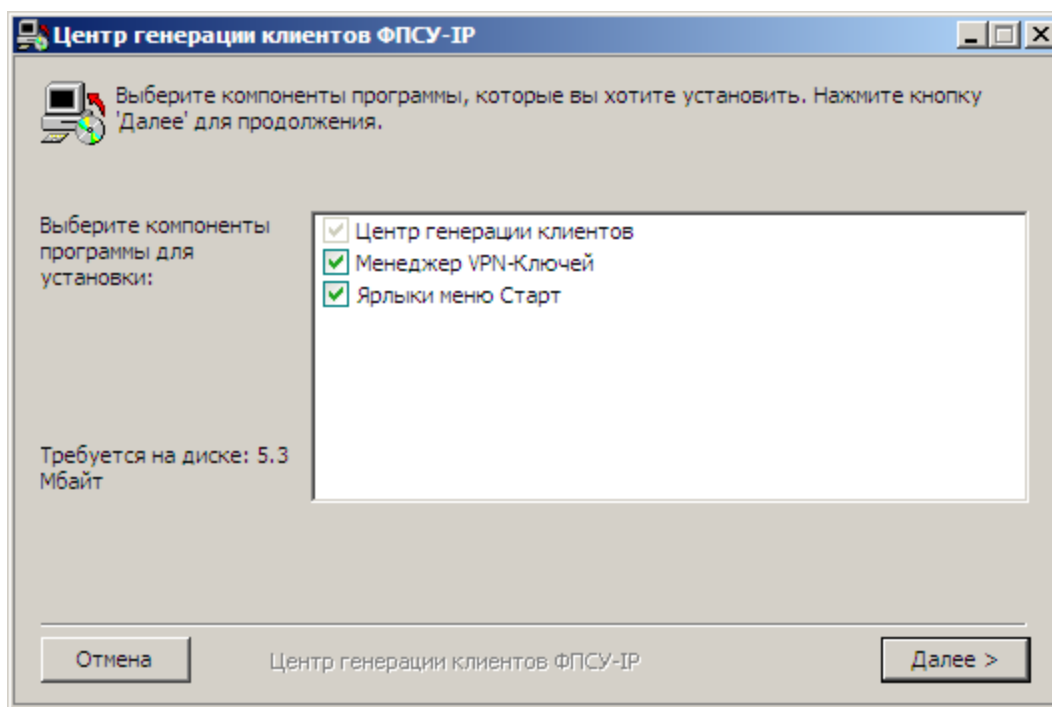 Центр генерации клиентов ФПСУ-IP
Выберите компоненты программы, которые вы хотите установить. Нажмите кнопку
'Далее' для продолжения.
Выберите компоненты
программы для
установки:
Центр генерации клиентов
Менеджер VPN-Ключей
Ярлыки меню Старт
Требуется на диске: 5.3
Мбайт
Отмена
Центр генерации клиентов ФПСУ-IP
Далее >